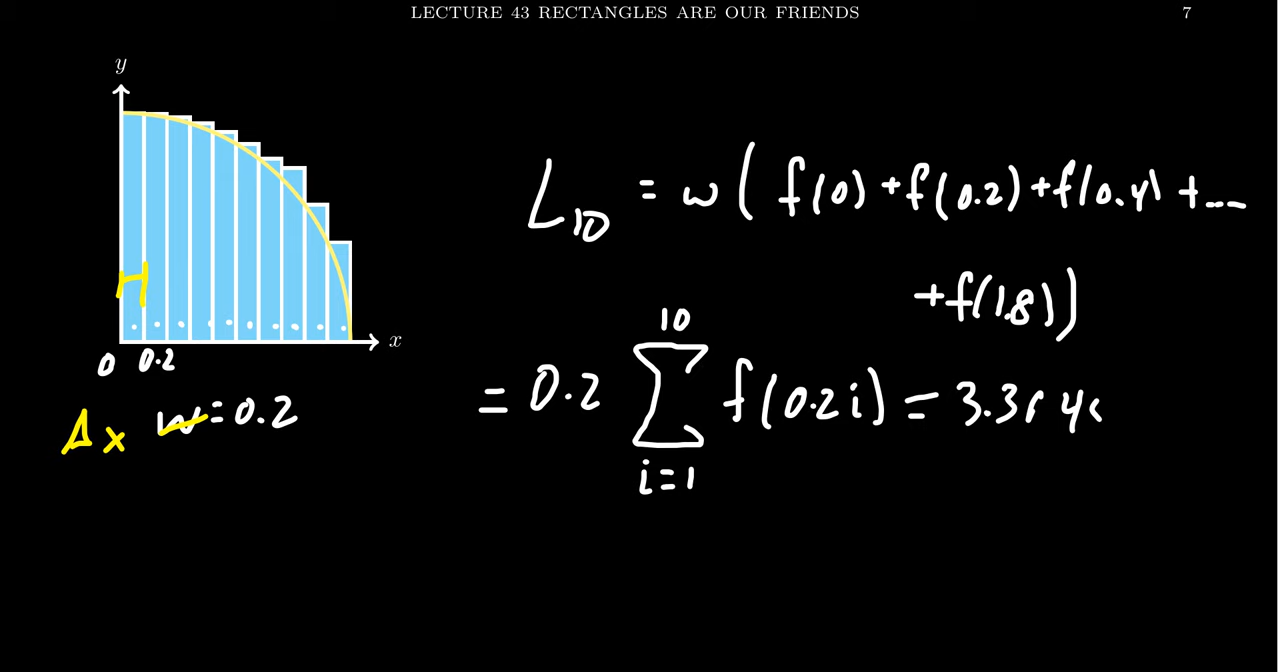 LECTURE 43 RECTANGLES ARE OUR FRIENDS 7
y
x
0 0.2
Δx w = 0.2
L10 = w ( f(0) + f(0.2) + f(0.4) + ...
+ f(1.8) )
10
= 0.2 ∑ f(0.2i) = 3.3
i=1